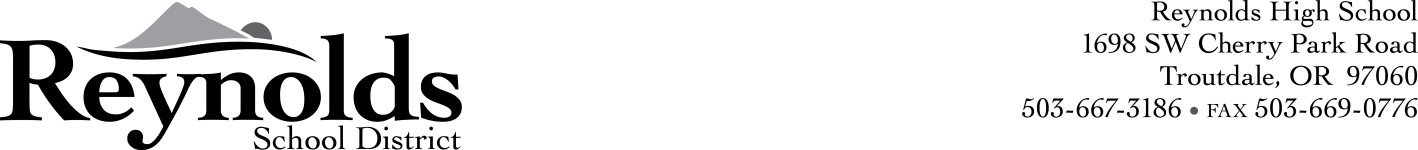 Reynolds
School District
Reynolds High School
1698 SW Cherry Park Road
Troutdale, OR 97060
503-667-3186 • FAX 503-669-0776